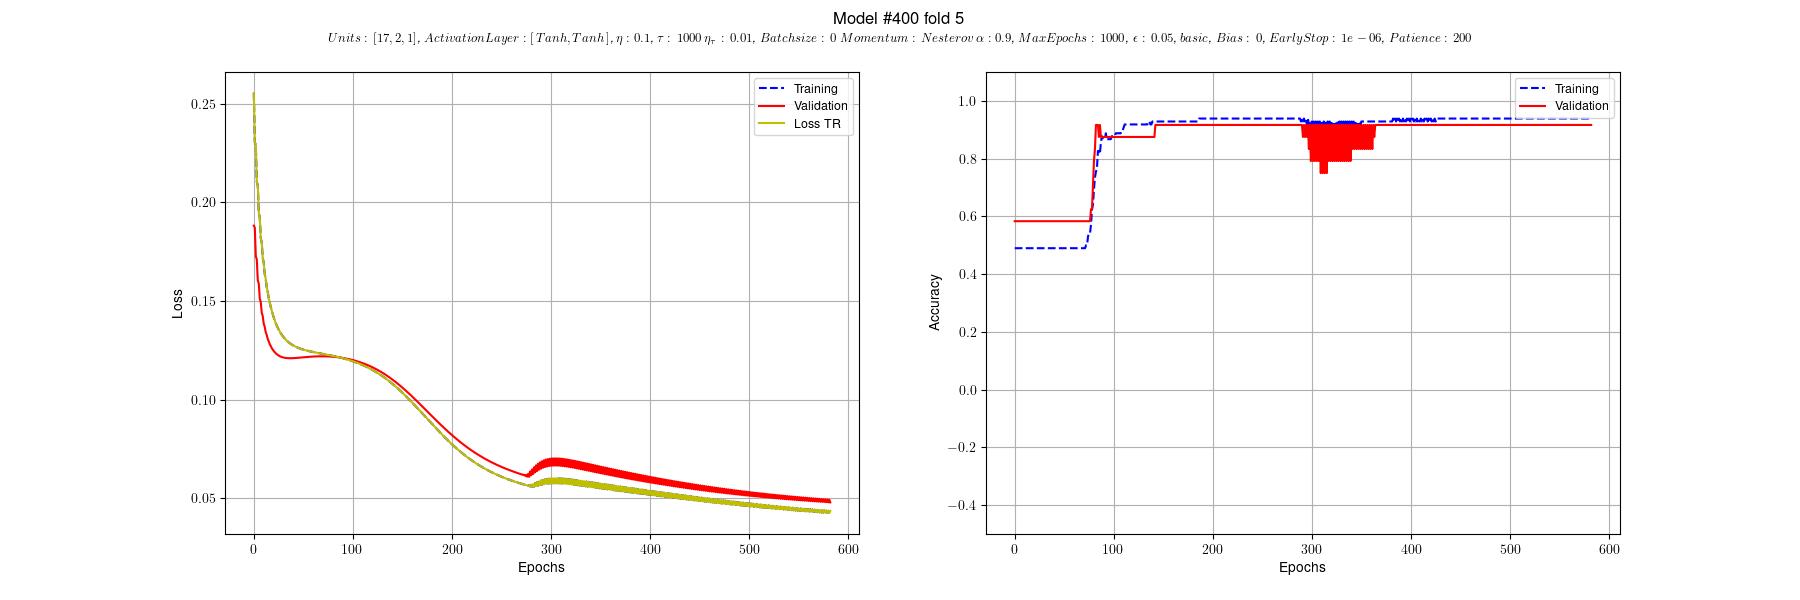 Model #400 fold 5
Units : [17, 2, 1], ActivationLayer : [Tanh, Tanh], η : 0.1, τ : 1000 η_τ : 0.01, Batchsize : 0 Momentum : Nesterov α : 0.9, MaxEpochs : 1000, ϵ : 0.05, basic, Bias : 0, EarlyStop : 1e − 06, Patience : 200
Training
Validation
Loss TR
0.25
0.20
0.15
0.10
0.05
Loss
0 100 200 300 400 500 600
Epochs
Training
Validation
1.0
0.8
0.6
0.4
0.2
0.0
−0.2
−0.4
Accuracy
0 100 200 300 400 500 600
Epochs